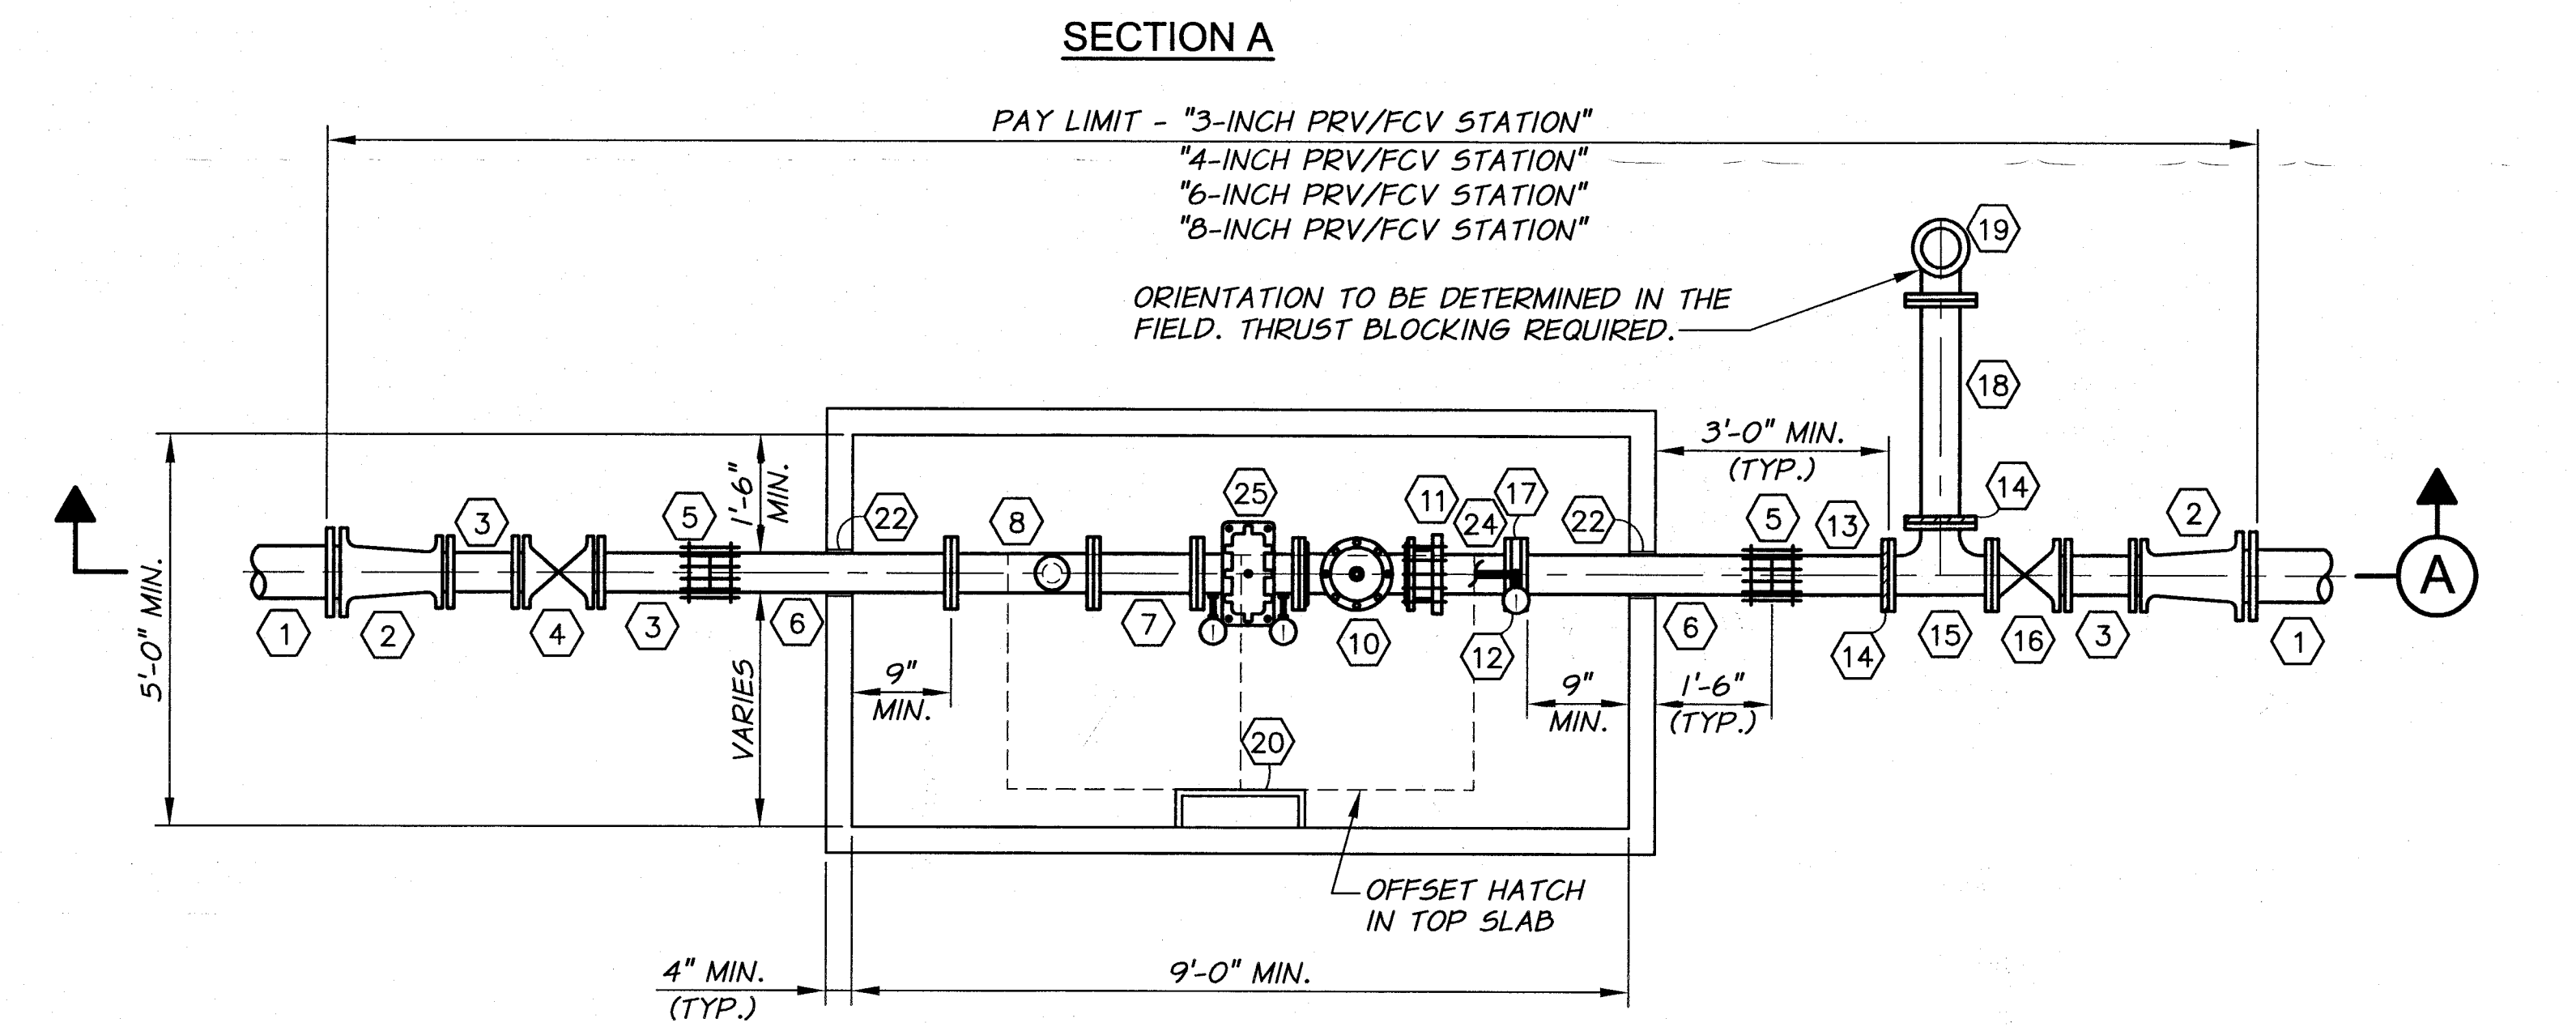 SECTION A
PAY LIMIT - "3-INCH PRV/FCV STATION"
"4-INCH PRV/FCV STATION"
"6-INCH PRV/FCV STATION"
"8-INCH PRV/FCV STATION"
19
ORIENTATION TO BE DETERMINED IN THE
FIELD. THRUST BLOCKING REQUIRED.
18
3'-0" MIN.
(TYP.)
5'-0" MIN.
1'-6"
MIN.
3
5
22
8
25
11
24
17
22
5
13
14
2
A
1
2
4
3
6
7
10
12
6
14
15
16
3
1
VARIES
9"
MIN.
9"
MIN.
1'-6"
(TYP.)
20
OFFSET HATCH
IN TOP SLAB
4" MIN.
(TYP.)
9'-0" MIN.